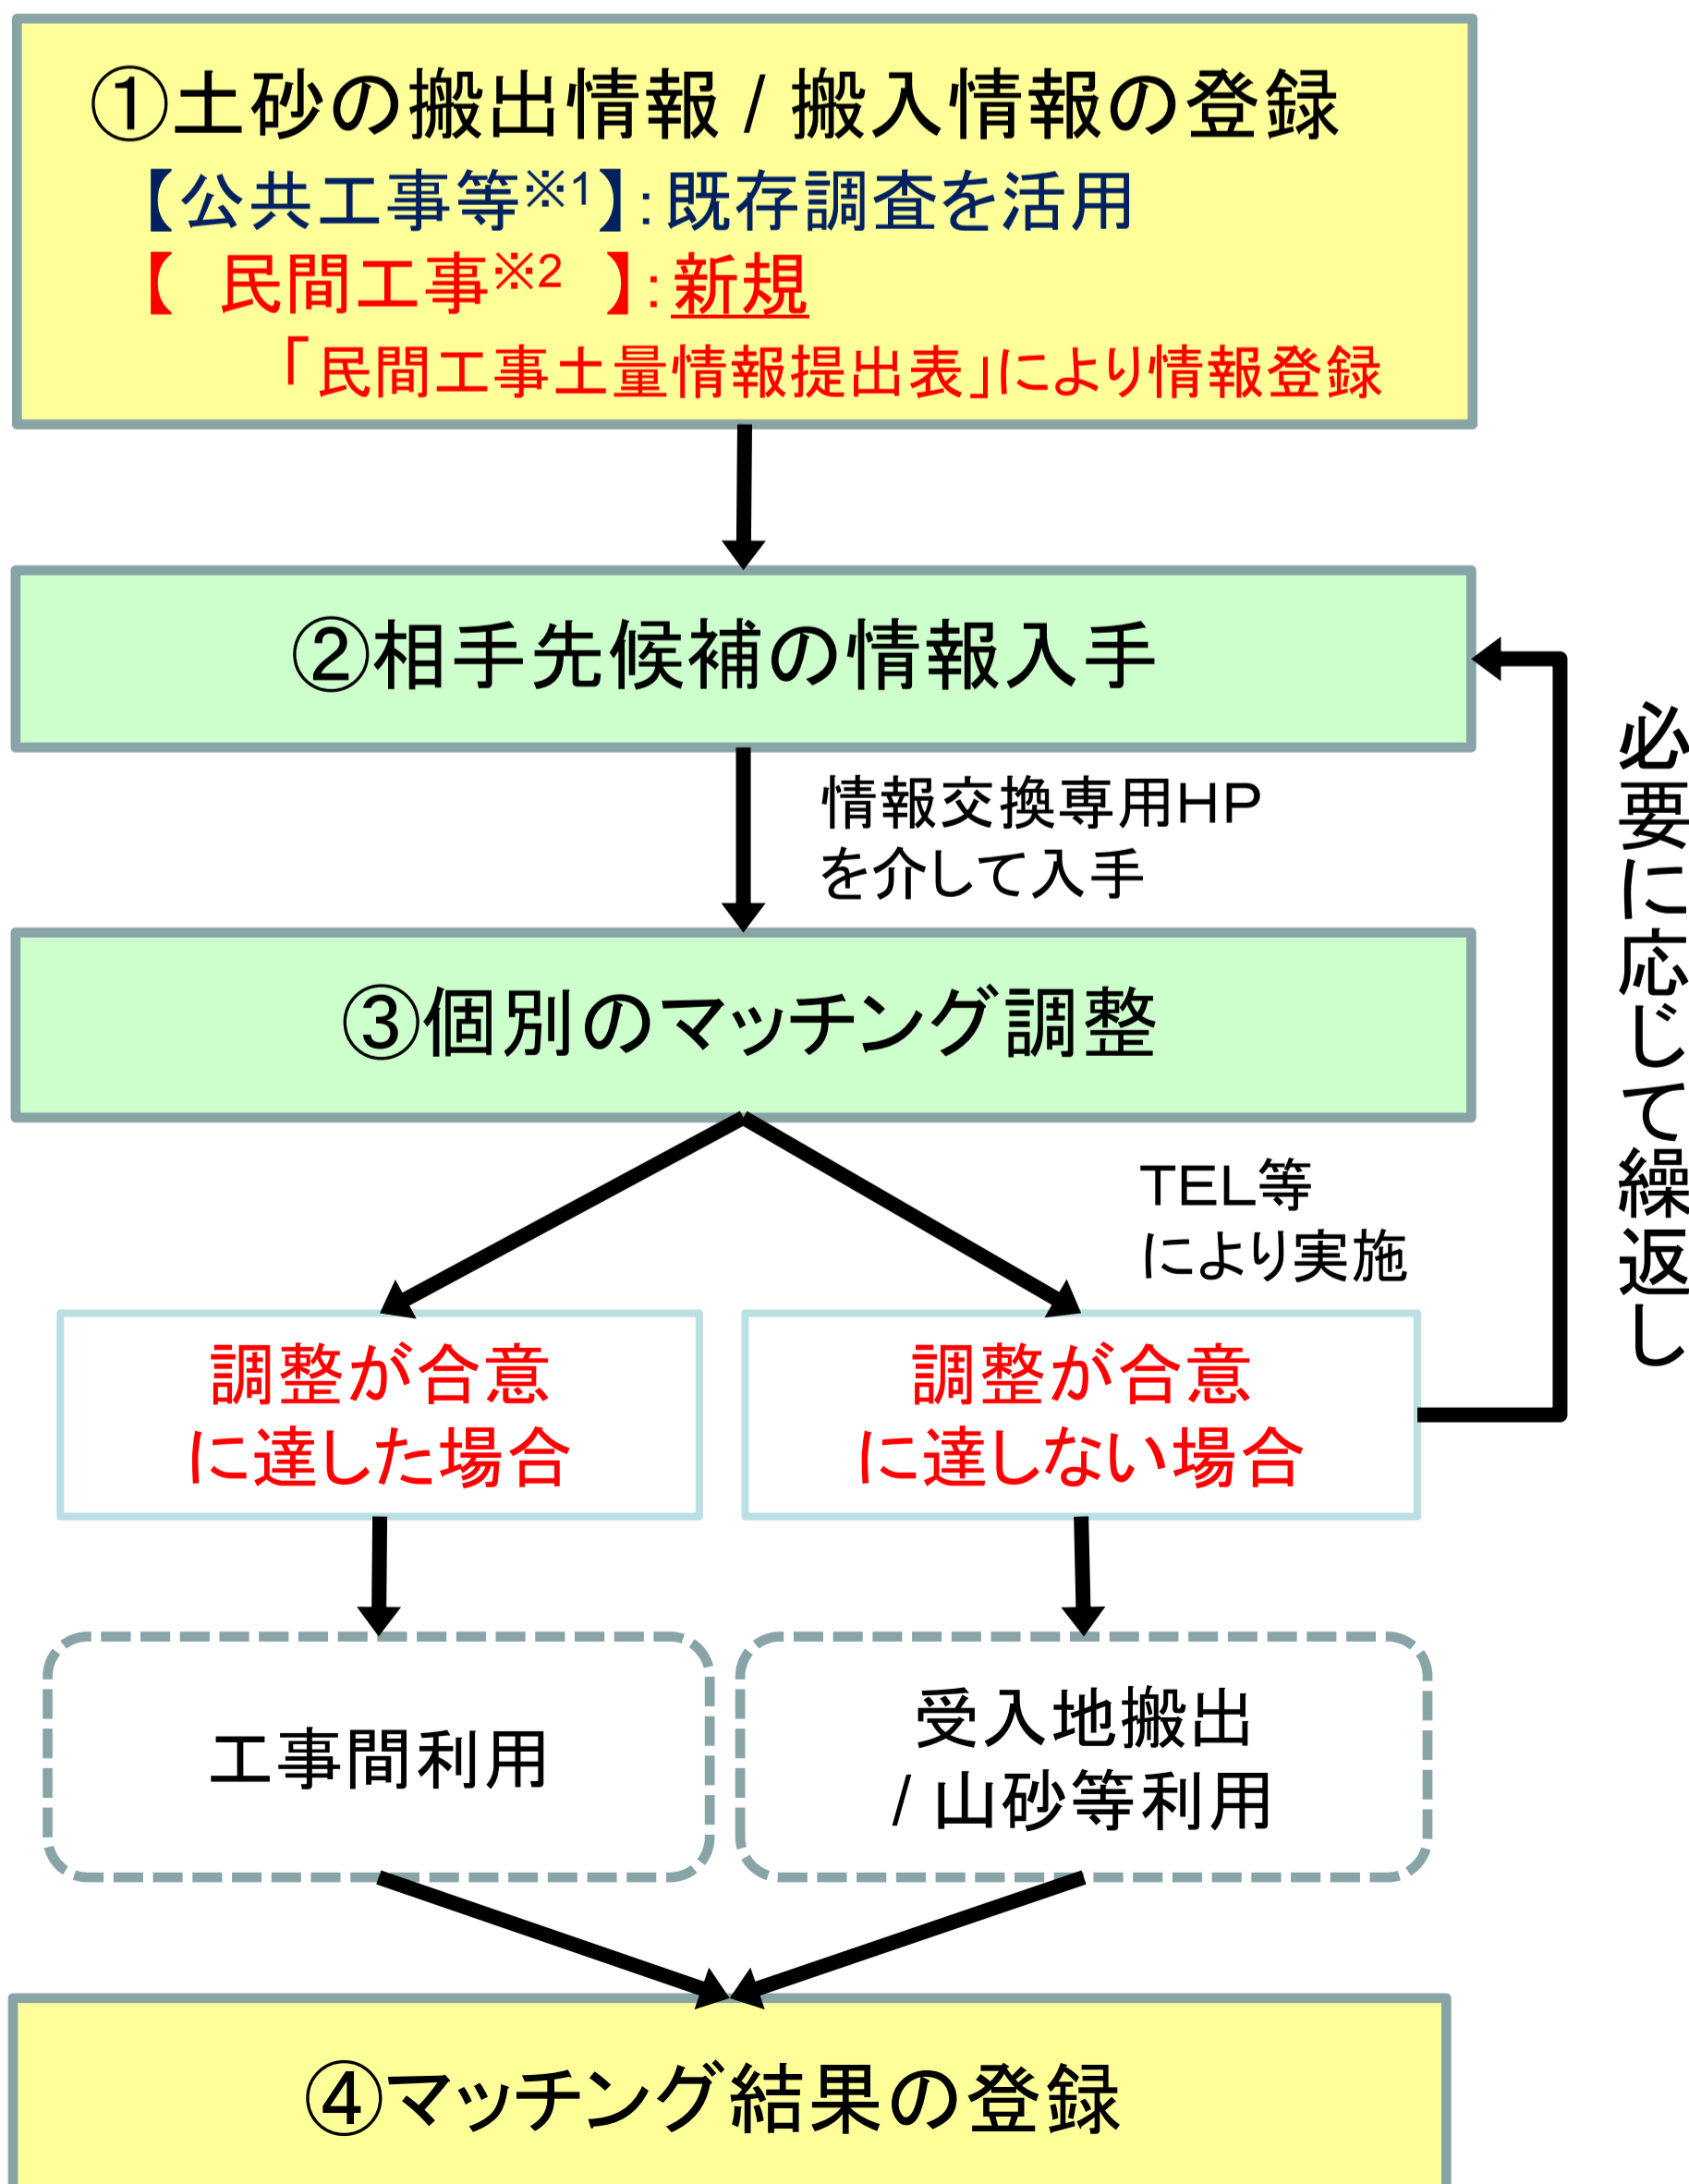 ①土砂の搬出情報 / 搬入情報の登録
【公共工事等※1】：既存調査を活用
【 民間工事※2 】：新規
「民間工事土量情報提出表」により情報登録
②相手先候補の情報入手
情報交換専用HP
を介して入手
③個別のマッチング調整
TEL等
により実施
必要に応じて繰返し
調整が合意
に達した場合
調整が合意
に達しない場合
工事間利用
受入地搬出
/ 山砂等利用
④マッチング結果の登録